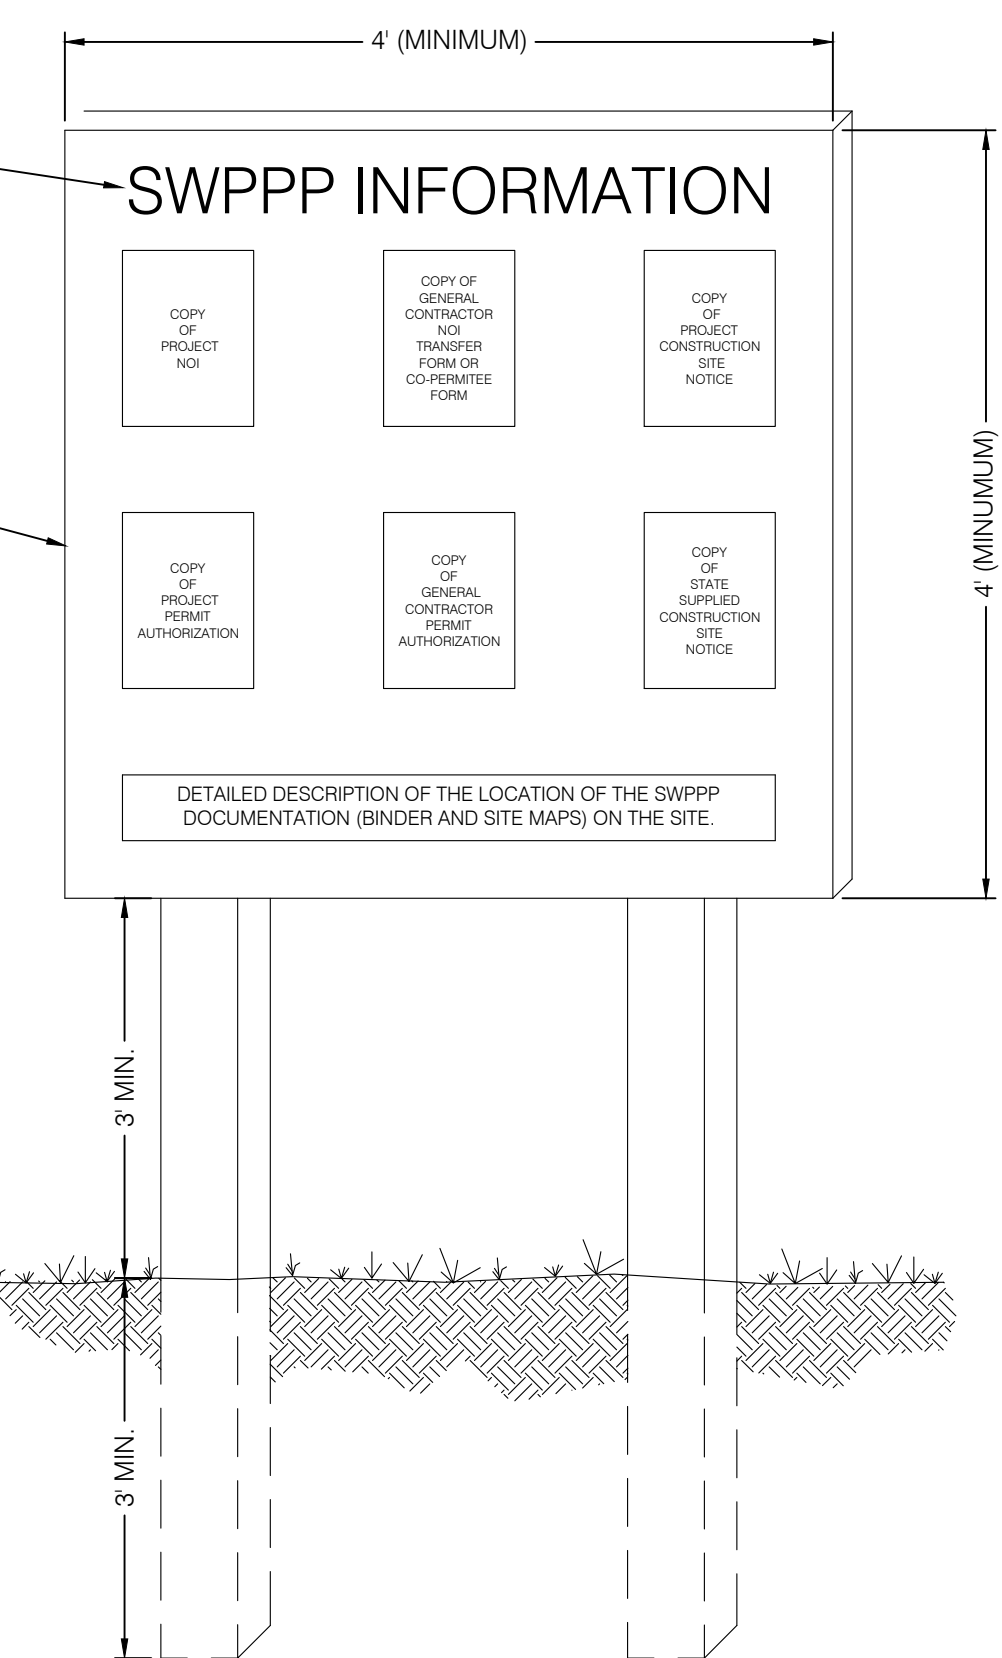 4' (MINIMUM)
SWPPP INFORMATION
COPY
OF
PROJECT
NOI
COPY OF
GENERAL
CONTRACTOR
NOI
TRANSFER
FORM OR
CO-PERMITEE
FORM
COPY
OF
PROJECT
CONSTRUCTION
SITE
NOTICE
4' (MINUMUM)
COPY
OF
PROJECT
PERMIT
AUTHORIZATION
COPY
OF
GENERAL
CONTRACTOR
PERMIT
AUTHORIZATION
COPY
OF
STATE
SUPPLIED
CONSTRUCTION
SITE
NOTICE
DETAILED DESCRIPTION OF THE LOCATION OF THE SWPPP
DOCUMENTATION (BINDER AND SITE MAPS) ON THE SITE.
3' MIN.
3' MIN.